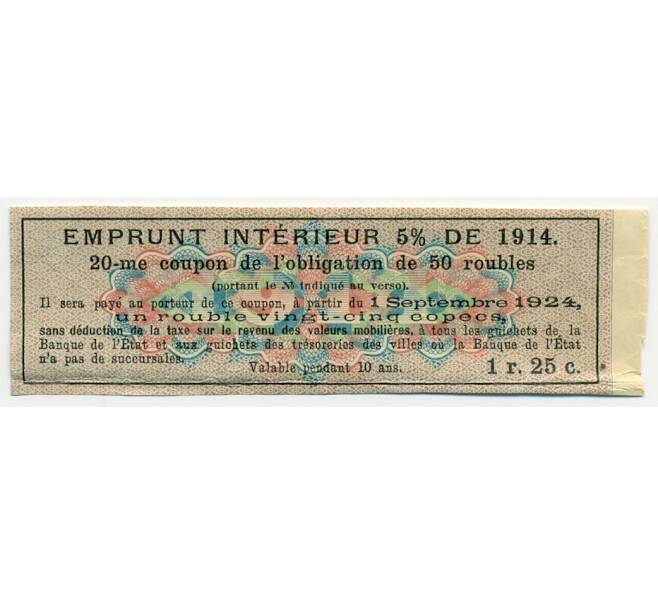 EMPRUNT INTÉRIEUR 5% DE 1914.
20-me coupon de l'obligation de 50 roubles
(portant le № indiqué au verso).
Il sera payé au porteur de ce coupon, à partir du 1 Septembre 1924,
un rouble vingt-cinq copecs,
sans déduction de la taxe sur le revenu des valeurs mobilières, à tous les guichets de la
Banque de l'État et aux guichets des trésoreries des villes où la Banque de l'État
n'a pas de succursales.
Valable pendant 10 ans.
1 r. 25 c.